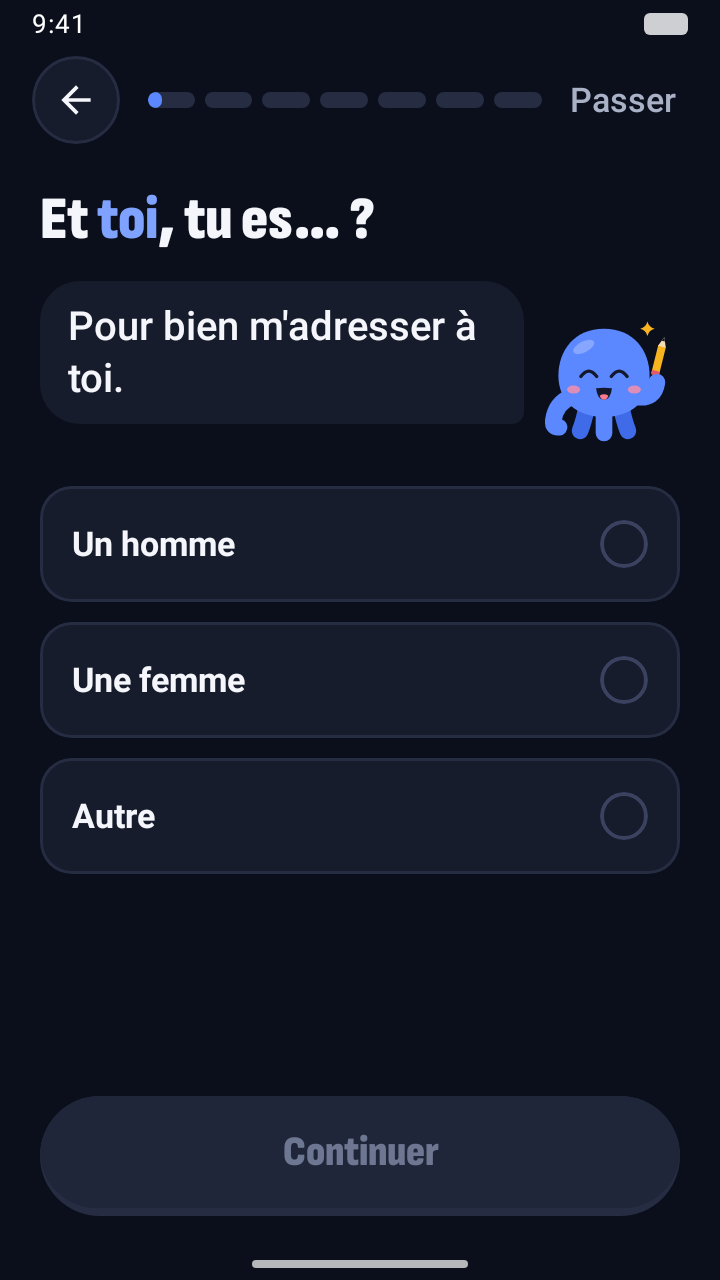 9:41
Passer
Et toi, tu es... ?
Pour bien m'adresser à
toi.
Un homme
Une femme
Autre
Continuer